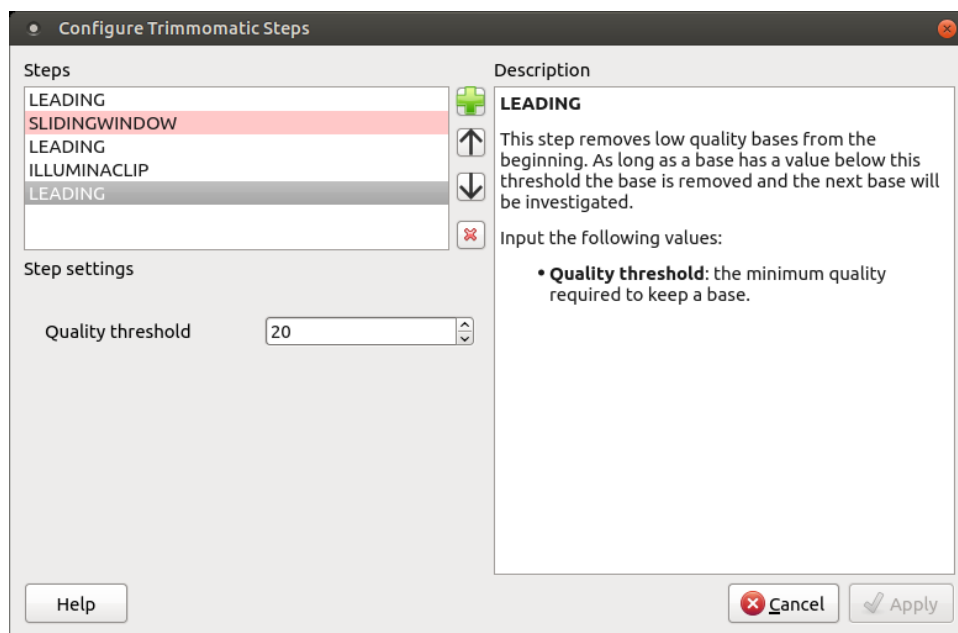 Configure Trimmomatic Steps
Steps
LEADING
SLIDINGWINDOW
LEADING
ILLUMINACLIP
LEADING
Step settings
Quality threshold
20
Description
LEADING
This step removes low quality bases from the
beginning. As long as a base has a value below this
threshold the base is removed and the next base will
be investigated.
Input the following values:
• Quality threshold: the minimum quality
required to keep a base.
Help
Cancel
Apply